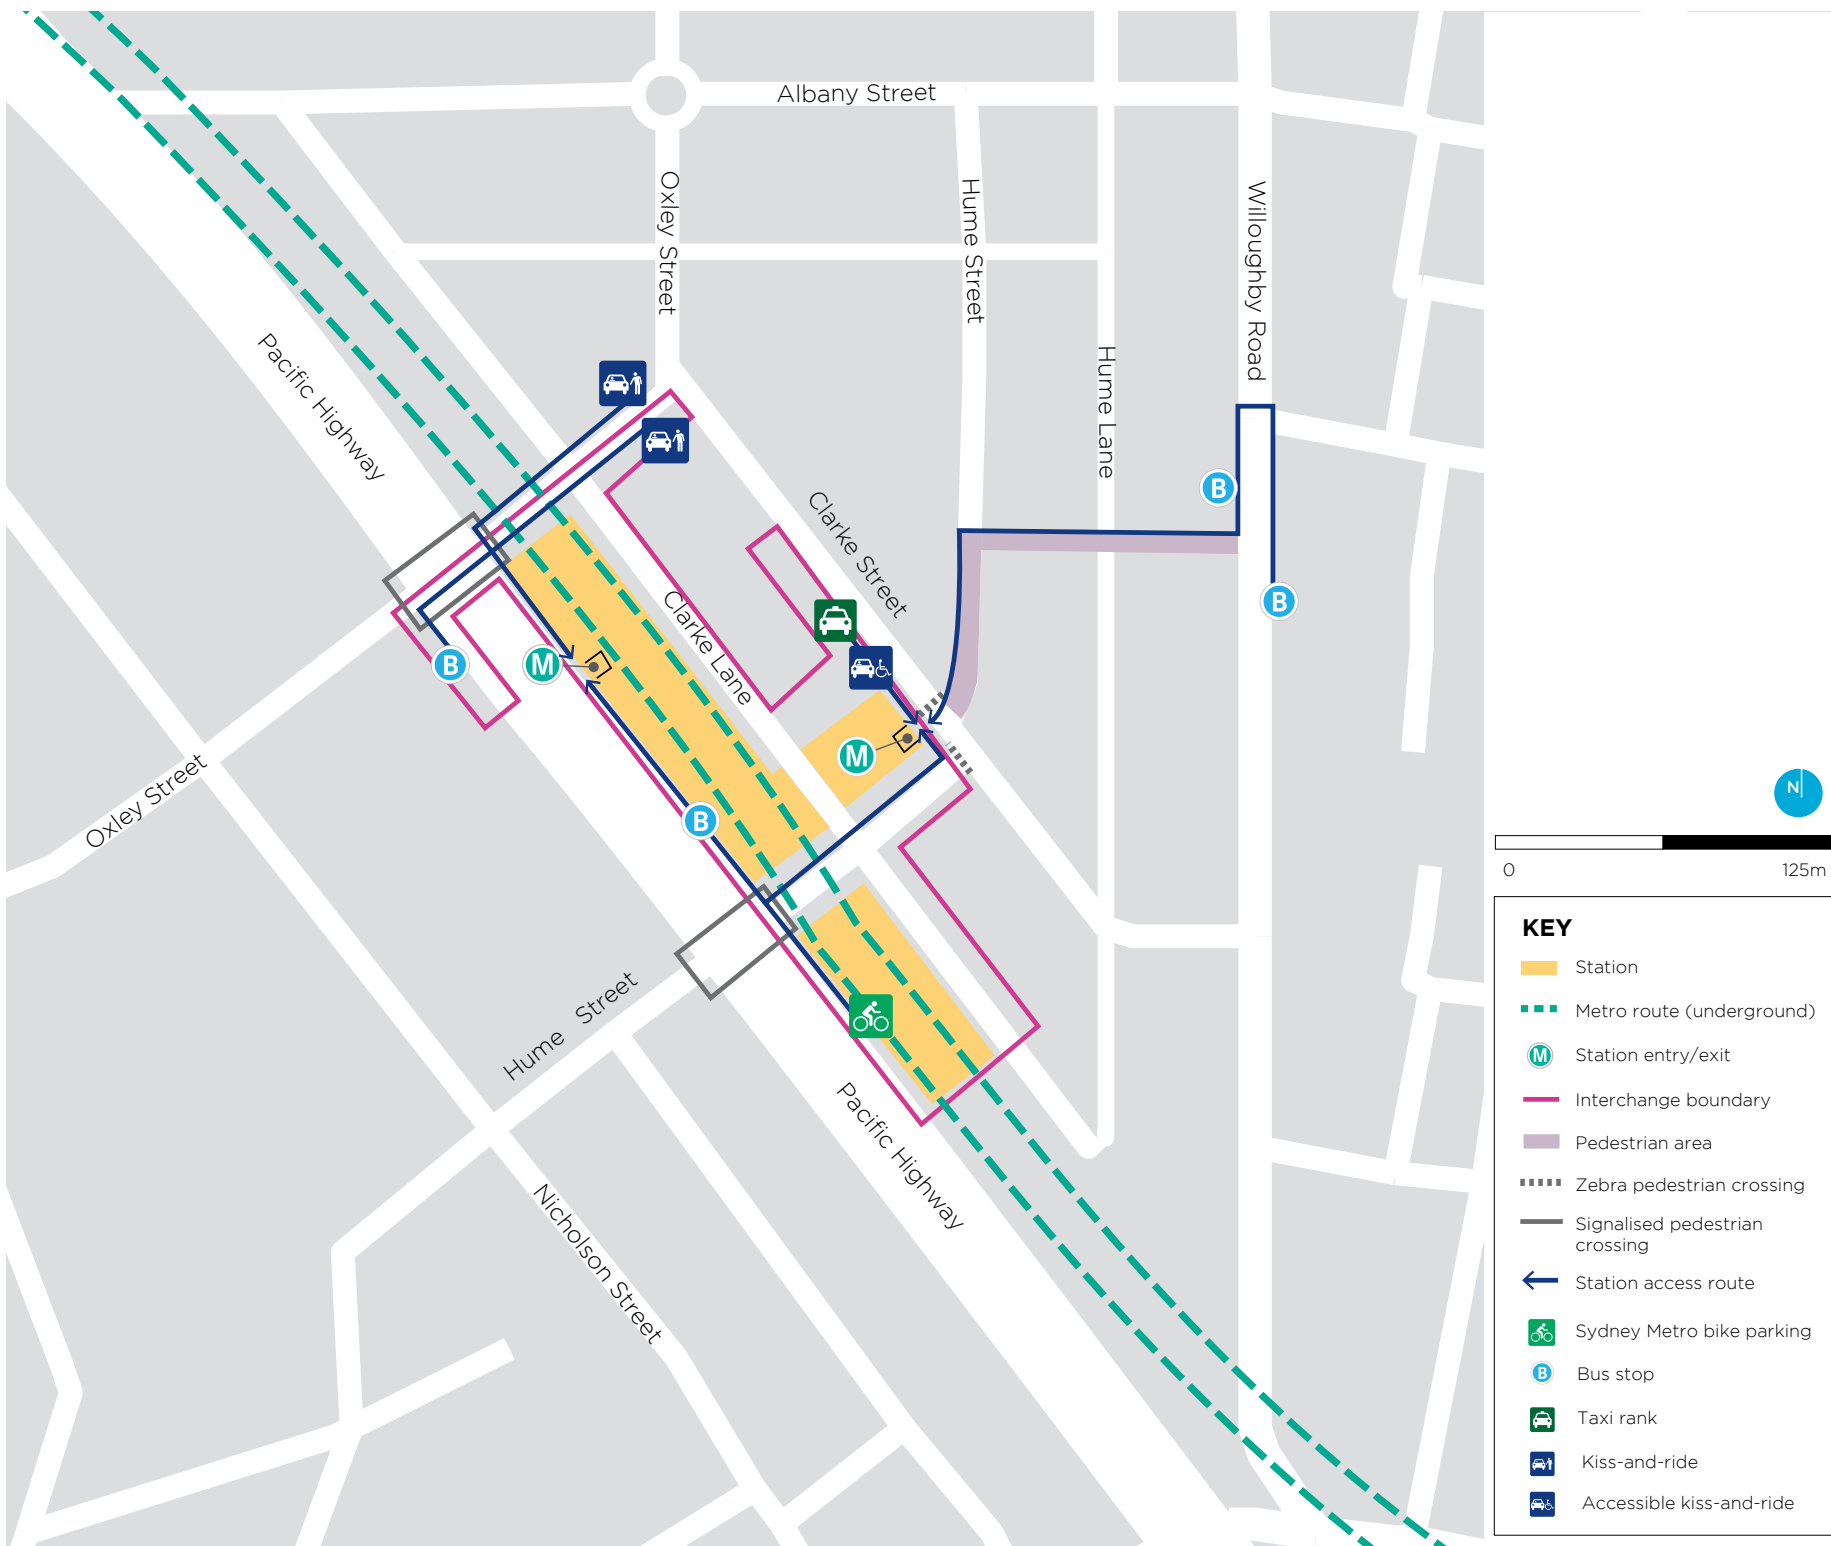 Albany Street
Oxley Street
Hume Street
Willoughby Road
Pacific Highway
Hume Lane
B
Clarke Street
B
Clarke Lane
B
M
M
Oxley Street
B
N
0
125m
Hume Street
Pacific Highway
Nicholson Street
KEY
Station
Metro route (underground)
M
Station entry/exit
Interchange boundary
Pedestrian area
Zebra pedestrian crossing
Signalised pedestrian
crossing
Station access route
Sydney Metro bike parking
B
Bus stop
Taxi rank
Kiss-and-ride
Accessible kiss-and-ride